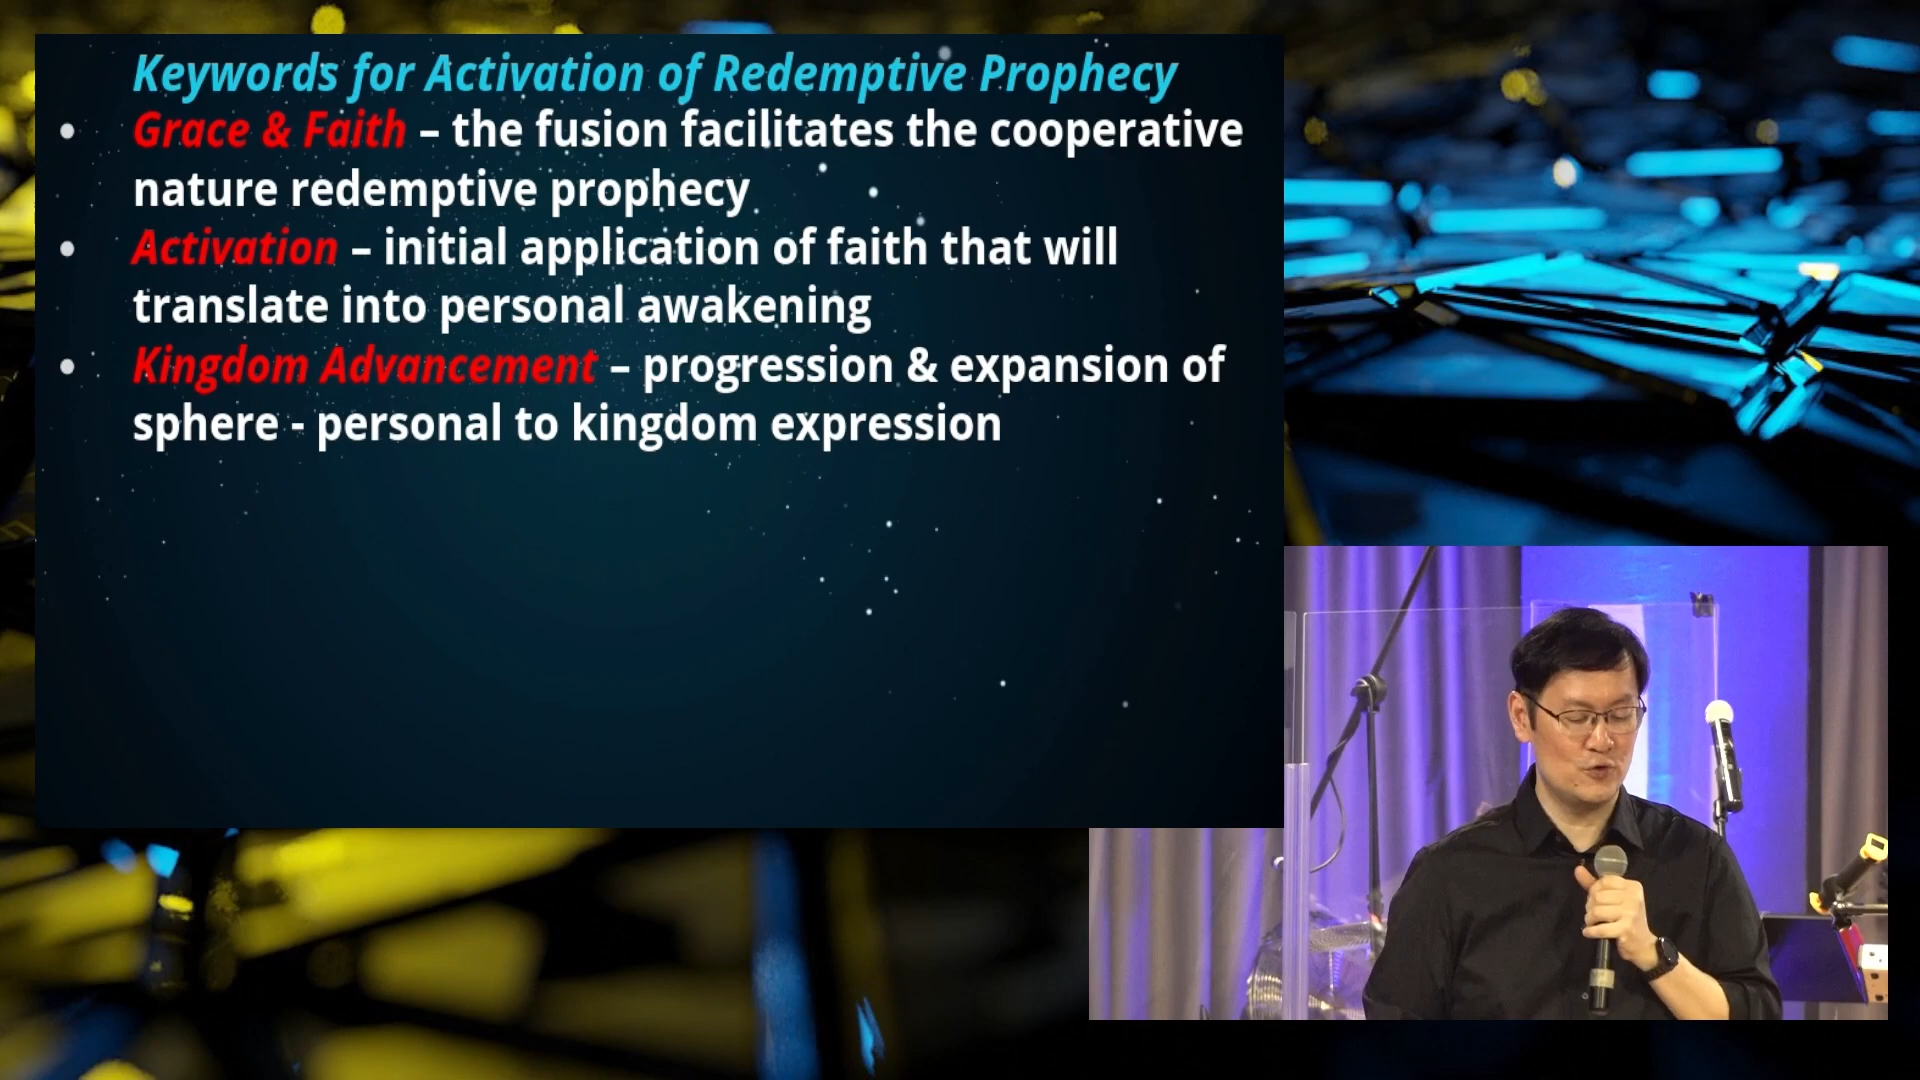 Keywords for Activation of Redemptive Prophecy
• Grace & Faith – the fusion facilitates the cooperative
nature redemptive prophecy
• Activation – initial application of faith that will
translate into personal awakening
• Kingdom Advancement – progression & expansion of
sphere - personal to kingdom expression